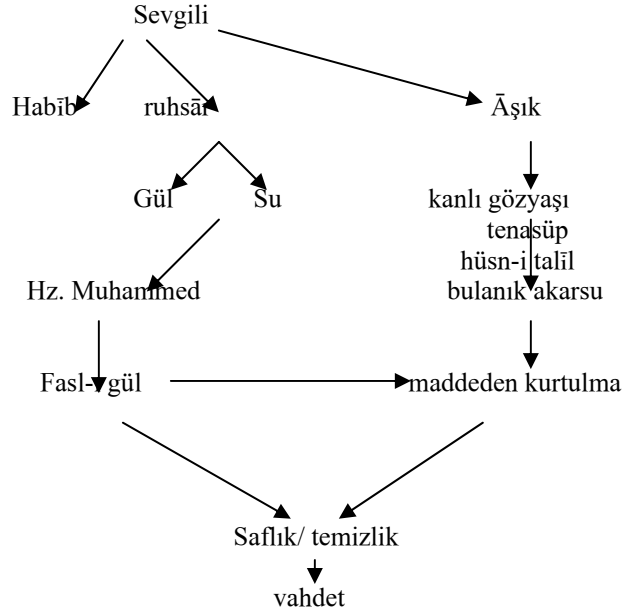 Sevgili
Habīb ruhsār Āşık
Gül Su kanlı gözyaşı
tenasüp
hüsn-i talīl
Hz. Muhammed bulanık akarsu
Fasl-ı gül maddeden kurtulma
Saflık/ temizlik
vahdet